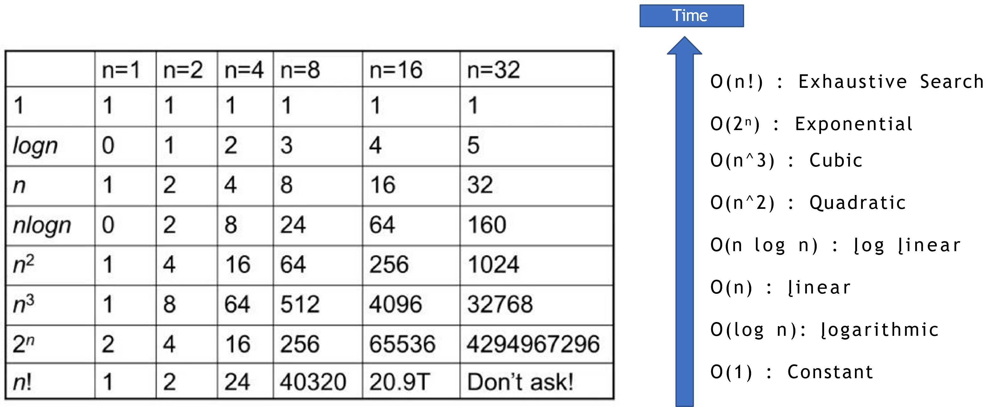 Time
n=1 n=2 n=4 n=8 n=16 n=32
1 1 1 1 1 1 1
logn 0 1 2 3 4 5
n 1 2 4 8 16 32
nlogn 0 2 8 24 64 160
n² 1 4 16 64 256 1024
n³ 1 8 64 512 4096 32768
2ⁿ 2 4 16 256 65536 4294967296
n! 1 2 24 40320 20.9T Don't ask!
O(n!) : Exhaustive Search
O(2ⁿ) : Exponential
O(n^3) : Cubic
O(n^2) : Quadratic
O(n log n) : log linear
O(n) : linear
O(log n): logarithmic
O(1) : Constant